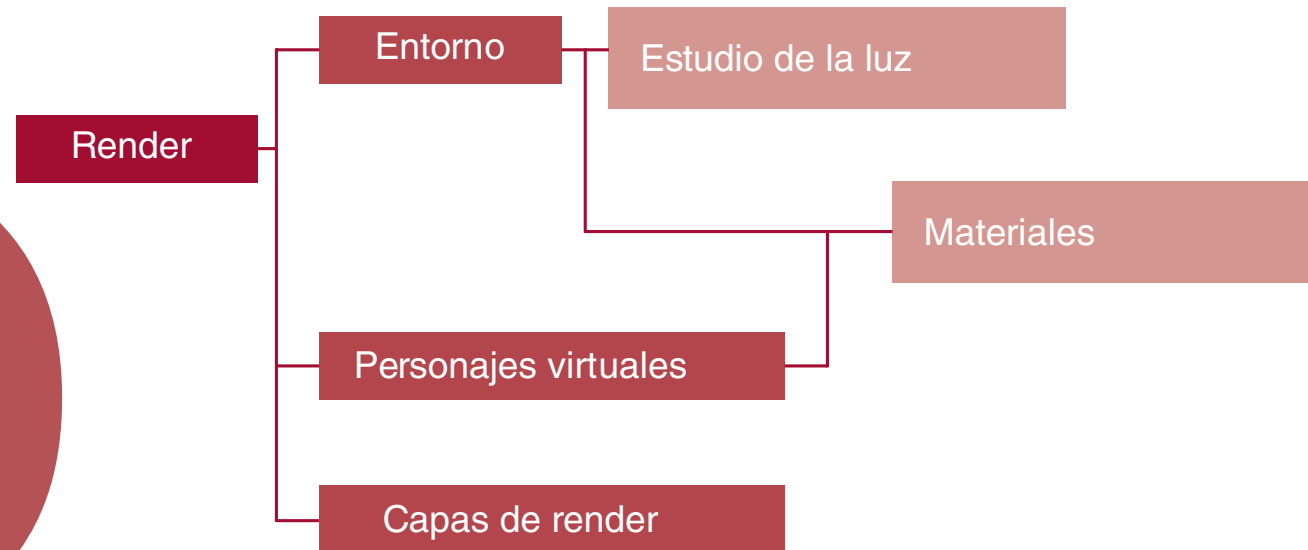 Entorno
Estudio de la luz
Render
Materiales
Personajes virtuales
Capas de render